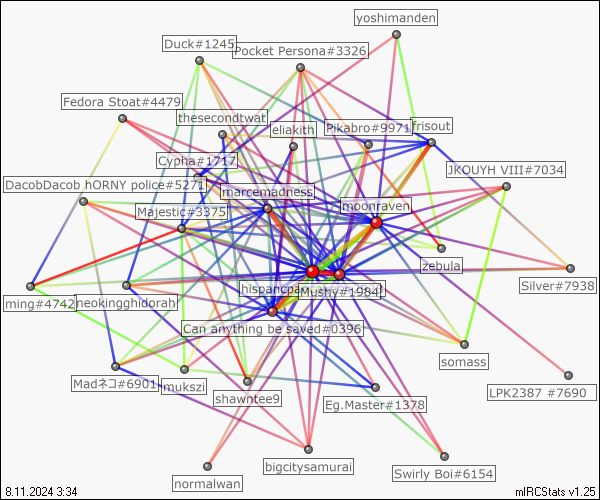 yoshimanden
Duck#1245
Pocket Persona#3326
Fedora Stoat#4479
thesecondtwat
eliakith
Pikabro#9971
frisout
Cypha#1717
JKOUYH VIII#7034
DacobDacob hORNY police#5271
marcemadness
moonraven
Majestic#3375
zebula
hispancpa
Mushy#1984
Silver#7938
ming#4742
neokingghidorah
Can anything be saved#0396
somass
Madネコ#6901
mukszi
shawntee9
Eg.Master#1378
LPK2387 #7690
bigcitysamurai
Swirly Boi#6154
normalwan
8.11.2024 3:34
mIRCStats v1.25